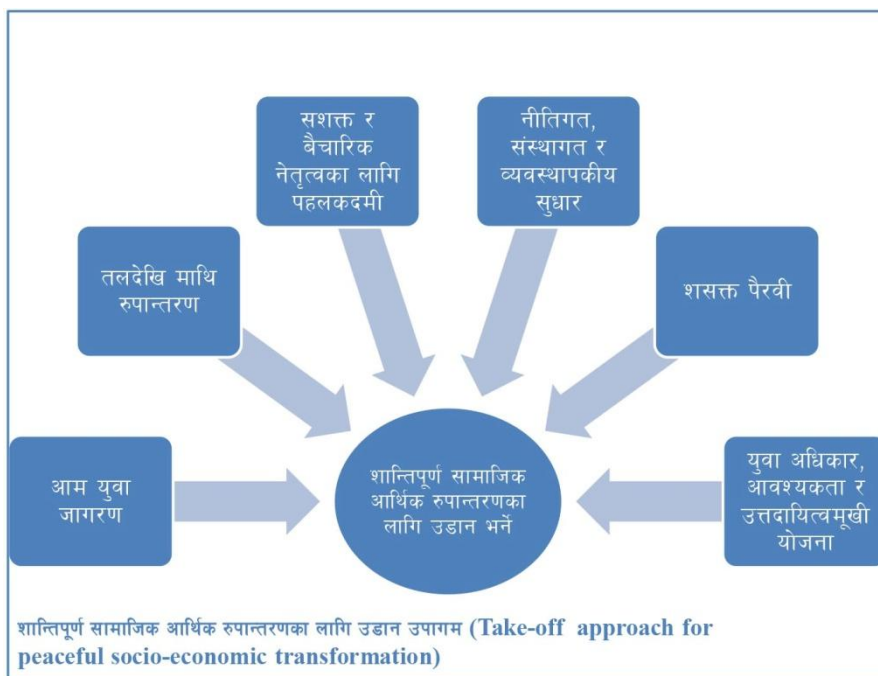 सशक्त र
बैचारिक
नेतृत्वका लागि
पहलकदमी
नीतिगत,
संस्थागत र
व्यवस्थापकीय
सुधार
तलदेखि माथि
रुपान्तरण
शसक्त पैरवी
आम युवा
जागरण
शान्तिपूर्ण सामाजिक
आर्थिक रुपान्तरणका
लागि उडान भर्ने
युवा अधिकार,
आवश्यकता र
उत्तदायित्वमूखी
योजना
शान्तिपूर्ण सामाजिक आर्थिक रुपान्तरणका लागि उडान उपागम (Take-off approach for
peaceful socio-economic transformation)